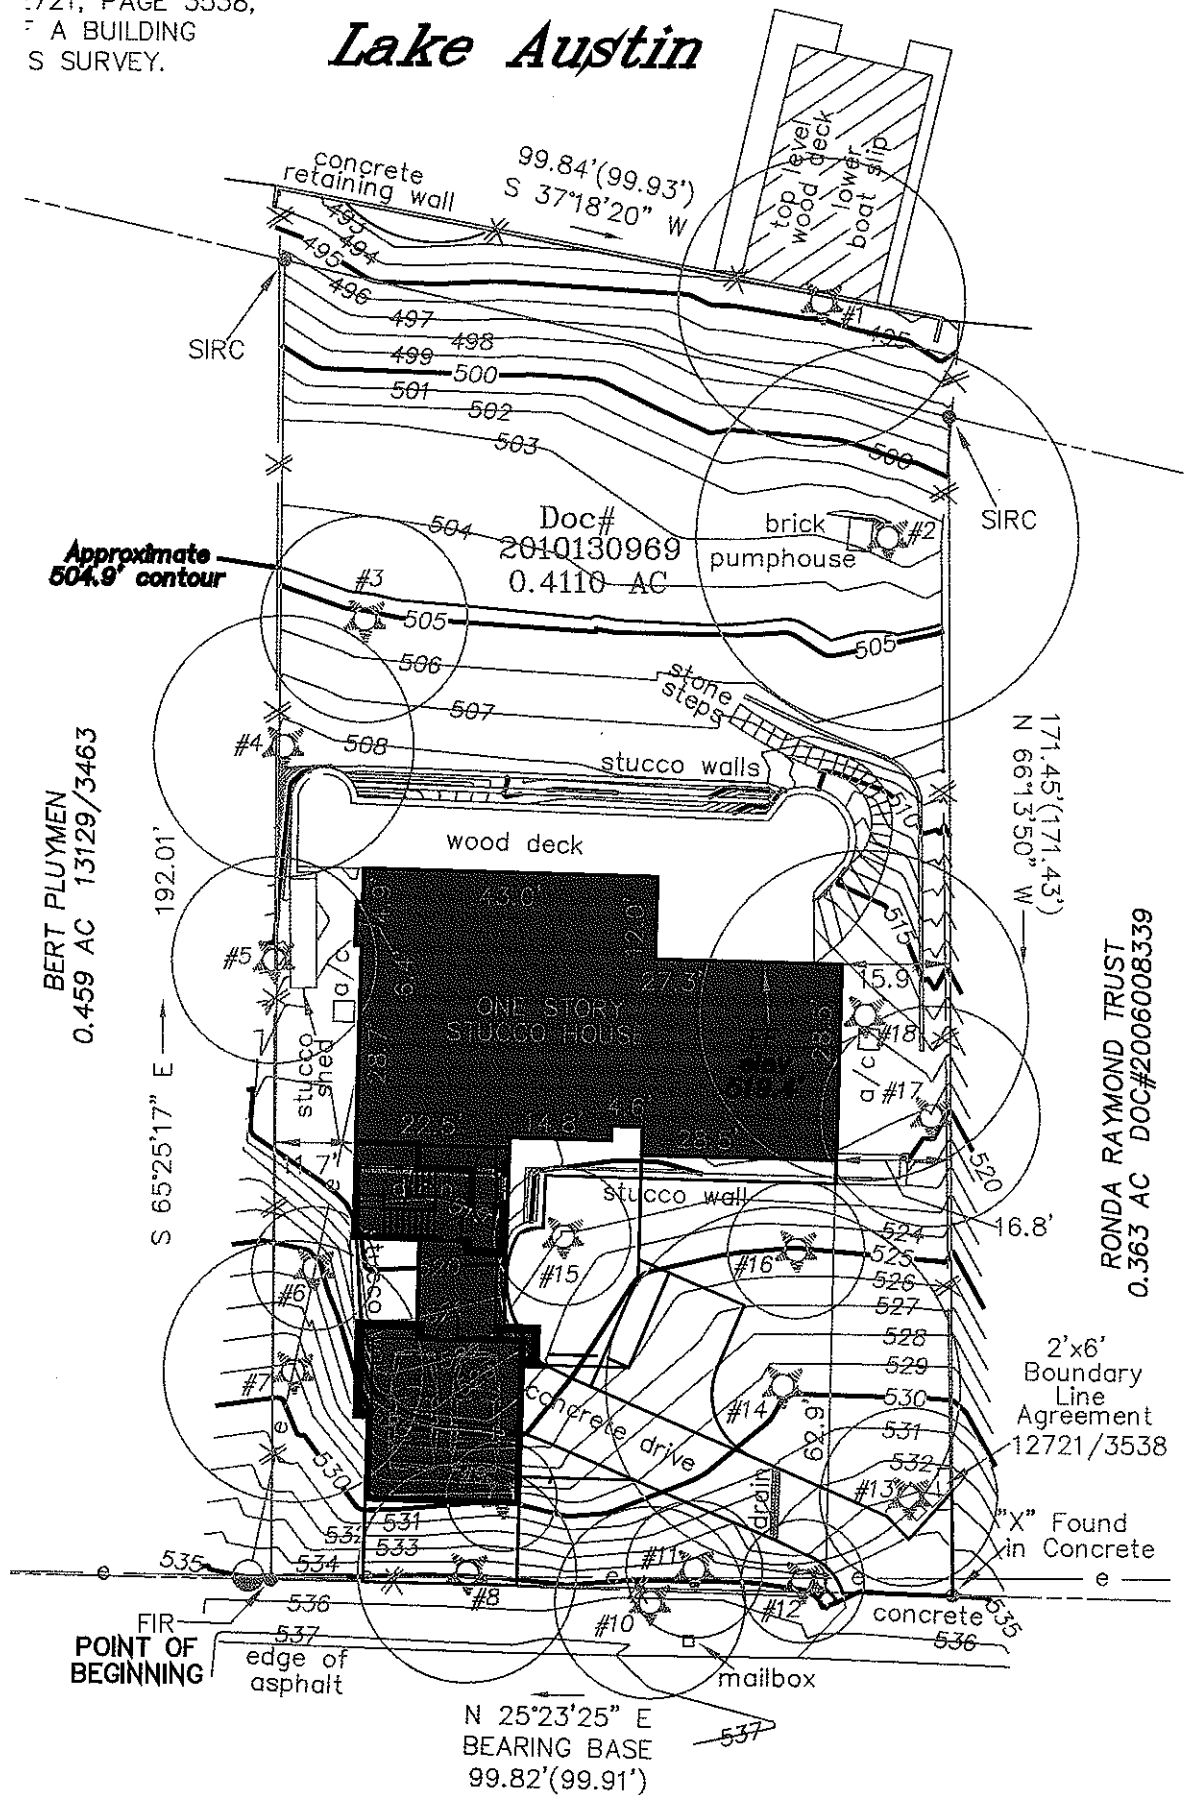 PAGE 3538,
A BUILDING
S SURVEY.
Lake Austin
concrete
retaining wall
99.84'(99.93')
S 37°18'20" W
top level
wood deck
lower
boat slip
493
494
495
496
497
498
499
500
501
502
503
504
#1
495
500
SIRC
SIRC
Doc#
2010130969
0.4110 AC
brick
pumphouse
#2
Approximate
504.9' contour
#3
505
505
506
507
508
#4
stone
steps
stucco walls
510
515
wood deck
BERT PLUYMEN
0.459 AC 13129/3463
S 65°25'17" E
192.01'
171.45'(171.43')
N 66°13'50" W
RONDA RAYMOND TRUST
0.363 AC DOC#2006008339
43.0'
27.3'
15.9'
ONE STORY
STUCCO HOUSE
#5
a/c
stucco
shed
#18
a/c
#17
520
stucco wall
16.8'
524
525
526
527
528
529
530
531
532
#15
#16
#6
#7
e
530
concrete drive
#14
62.9'
drain
#13
2'x6'
Boundary
Line
Agreement
12721/3538
"X" Found
in Concrete
531
532
533
534
535
e
#8
#11
#10
#12
e
e
e
concrete
535
536
536
537
537
FIR
POINT OF
BEGINNING
edge of
asphalt
mailbox
N 25°23'25" E
BEARING BASE
99.82'(99.91')